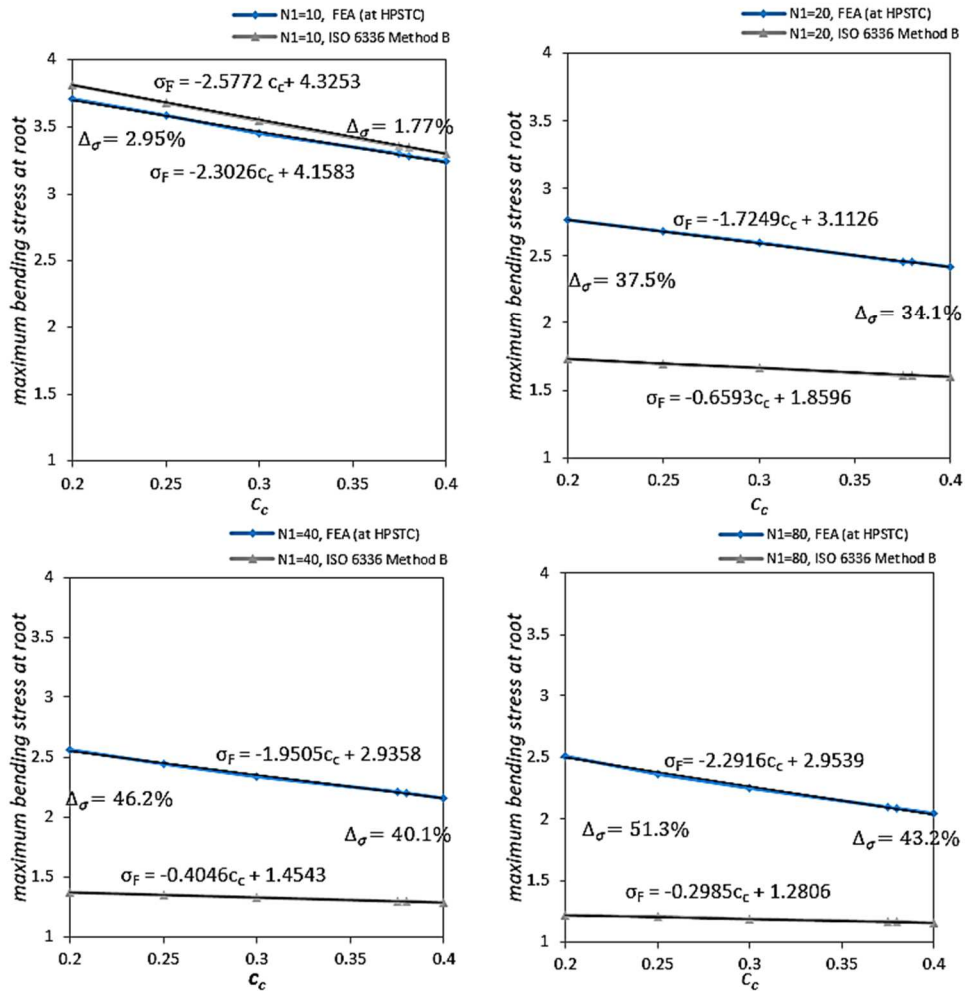 N1=10, FEA (at HPSTC)
N1=10, ISO 6336 Method B
maximum bending stress at root
4
3.5
3
2.5
2
1.5
1
σF = -2.5772 cc+ 4.3253
Δσ = 1.77%
Δσ = 2.95%
σF = -2.3026cc + 4.1583
0.2
0.25
0.3
0.35
0.4
Cc
N1=20, FEA (at HPSTC)
N1=20, ISO 6336 Method B
maximum bending stress at root
4
3.5
3
2.5
2
1.5
1
σF = -1.7249cc + 3.1126
Δσ = 37.5%
Δσ = 34.1%
σF = -0.6593cc + 1.8596
0.2
0.25
0.3
0.35
0.4
Cc
N1=40, FEA (at HPSTC)
N1=40, ISO 6336 Method B
maximum bending stress at root
4
3.5
3
2.5
2
1.5
1
σF = -1.9505cc + 2.9358
Δσ = 46.2%
Δσ = 40.1%
σF = -0.4046cc + 1.4543
0.2
0.25
0.3
0.35
0.4
cc
N1=80, FEA (at HPSTC)
N1=80, ISO 6336 Method B
maximum bending stress at root
4
3.5
3
2.5
2
1.5
1
σF = -2.2916cc + 2.9539
Δσ = 51.3%
Δσ = 43.2%
σF = -0.2985cc + 1.2806
0.2
0.25
0.3
0.35
0.4
Cc